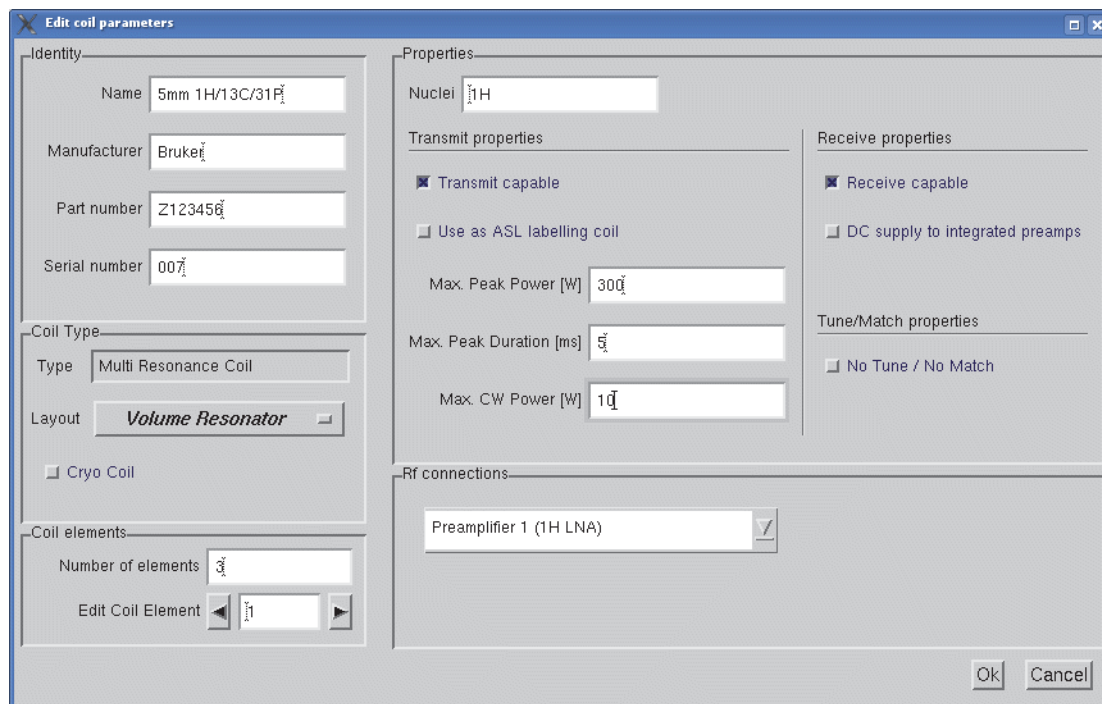 Edit coil parameters
Identity
Name 5mm 1H/13C/31P
Manufacturer Bruker
Part number Z123456
Serial number 007
Coil Type
Type Multi Resonance Coil
Layout Volume Resonator
Cryo Coil
Coil elements
Number of elements 3
Edit Coil Element 1
Properties
Nuclei 1H
Transmit properties
Transmit capable
Use as ASL labelling coil
Max. Peak Power [W] 300
Max. Peak Duration [ms] 5
Max. CW Power [W] 10
Receive properties
Receive capable
DC supply to integrated preamps
Tune/Match properties
No Tune / No Match
Rf connections
Preamplifier 1 (1H LNA)
Ok Cancel